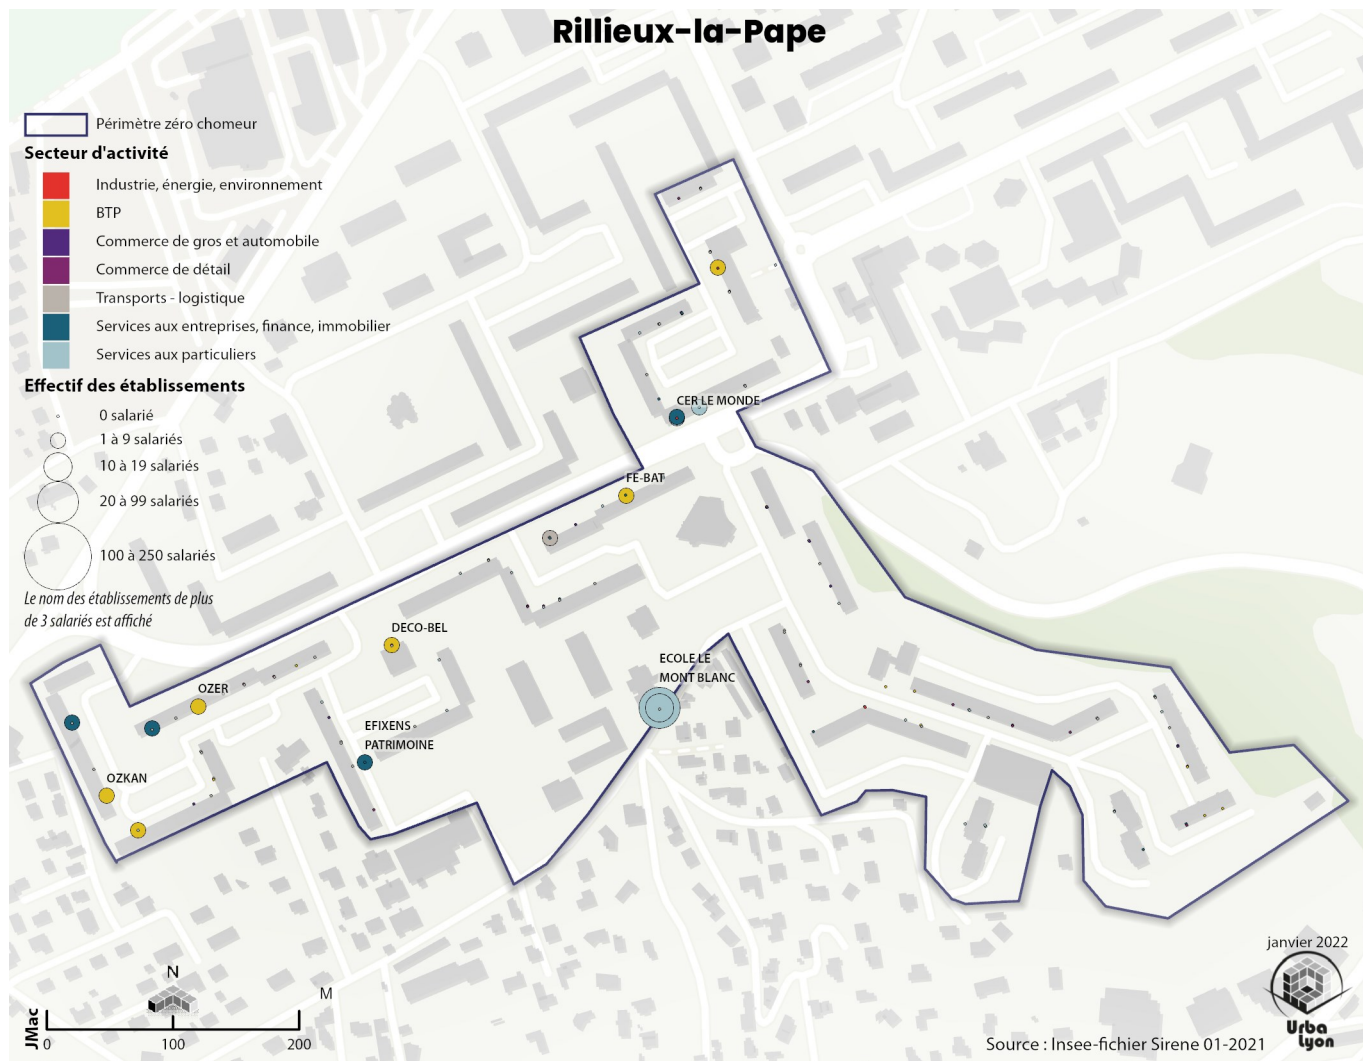 Rillieux-la-Pape
Périmètre zéro chomeur
Secteur d'activité
Industrie, énergie, environnement
BTP
Commerce de gros et automobile
Commerce de détail
Transports - logistique
Services aux entreprises, finance, immobilier
Services aux particuliers
Effectif des établissements
0 salarié
1 à 9 salariés
10 à 19 salariés
20 à 99 salariés
100 à 250 salariés
Le nom des établissements de plus
de 3 salariés est affiché
CER LE MONDE
FE-BAT
DECO-BEL
ECOLE LE
MONT BLANC
OZER
EFIXENS
PATRIMOINE
OZKAN
N
M
JMac
0 100 200
janvier 2022
Urba
Lyon
Source : Insee-fichier Sirene 01-2021